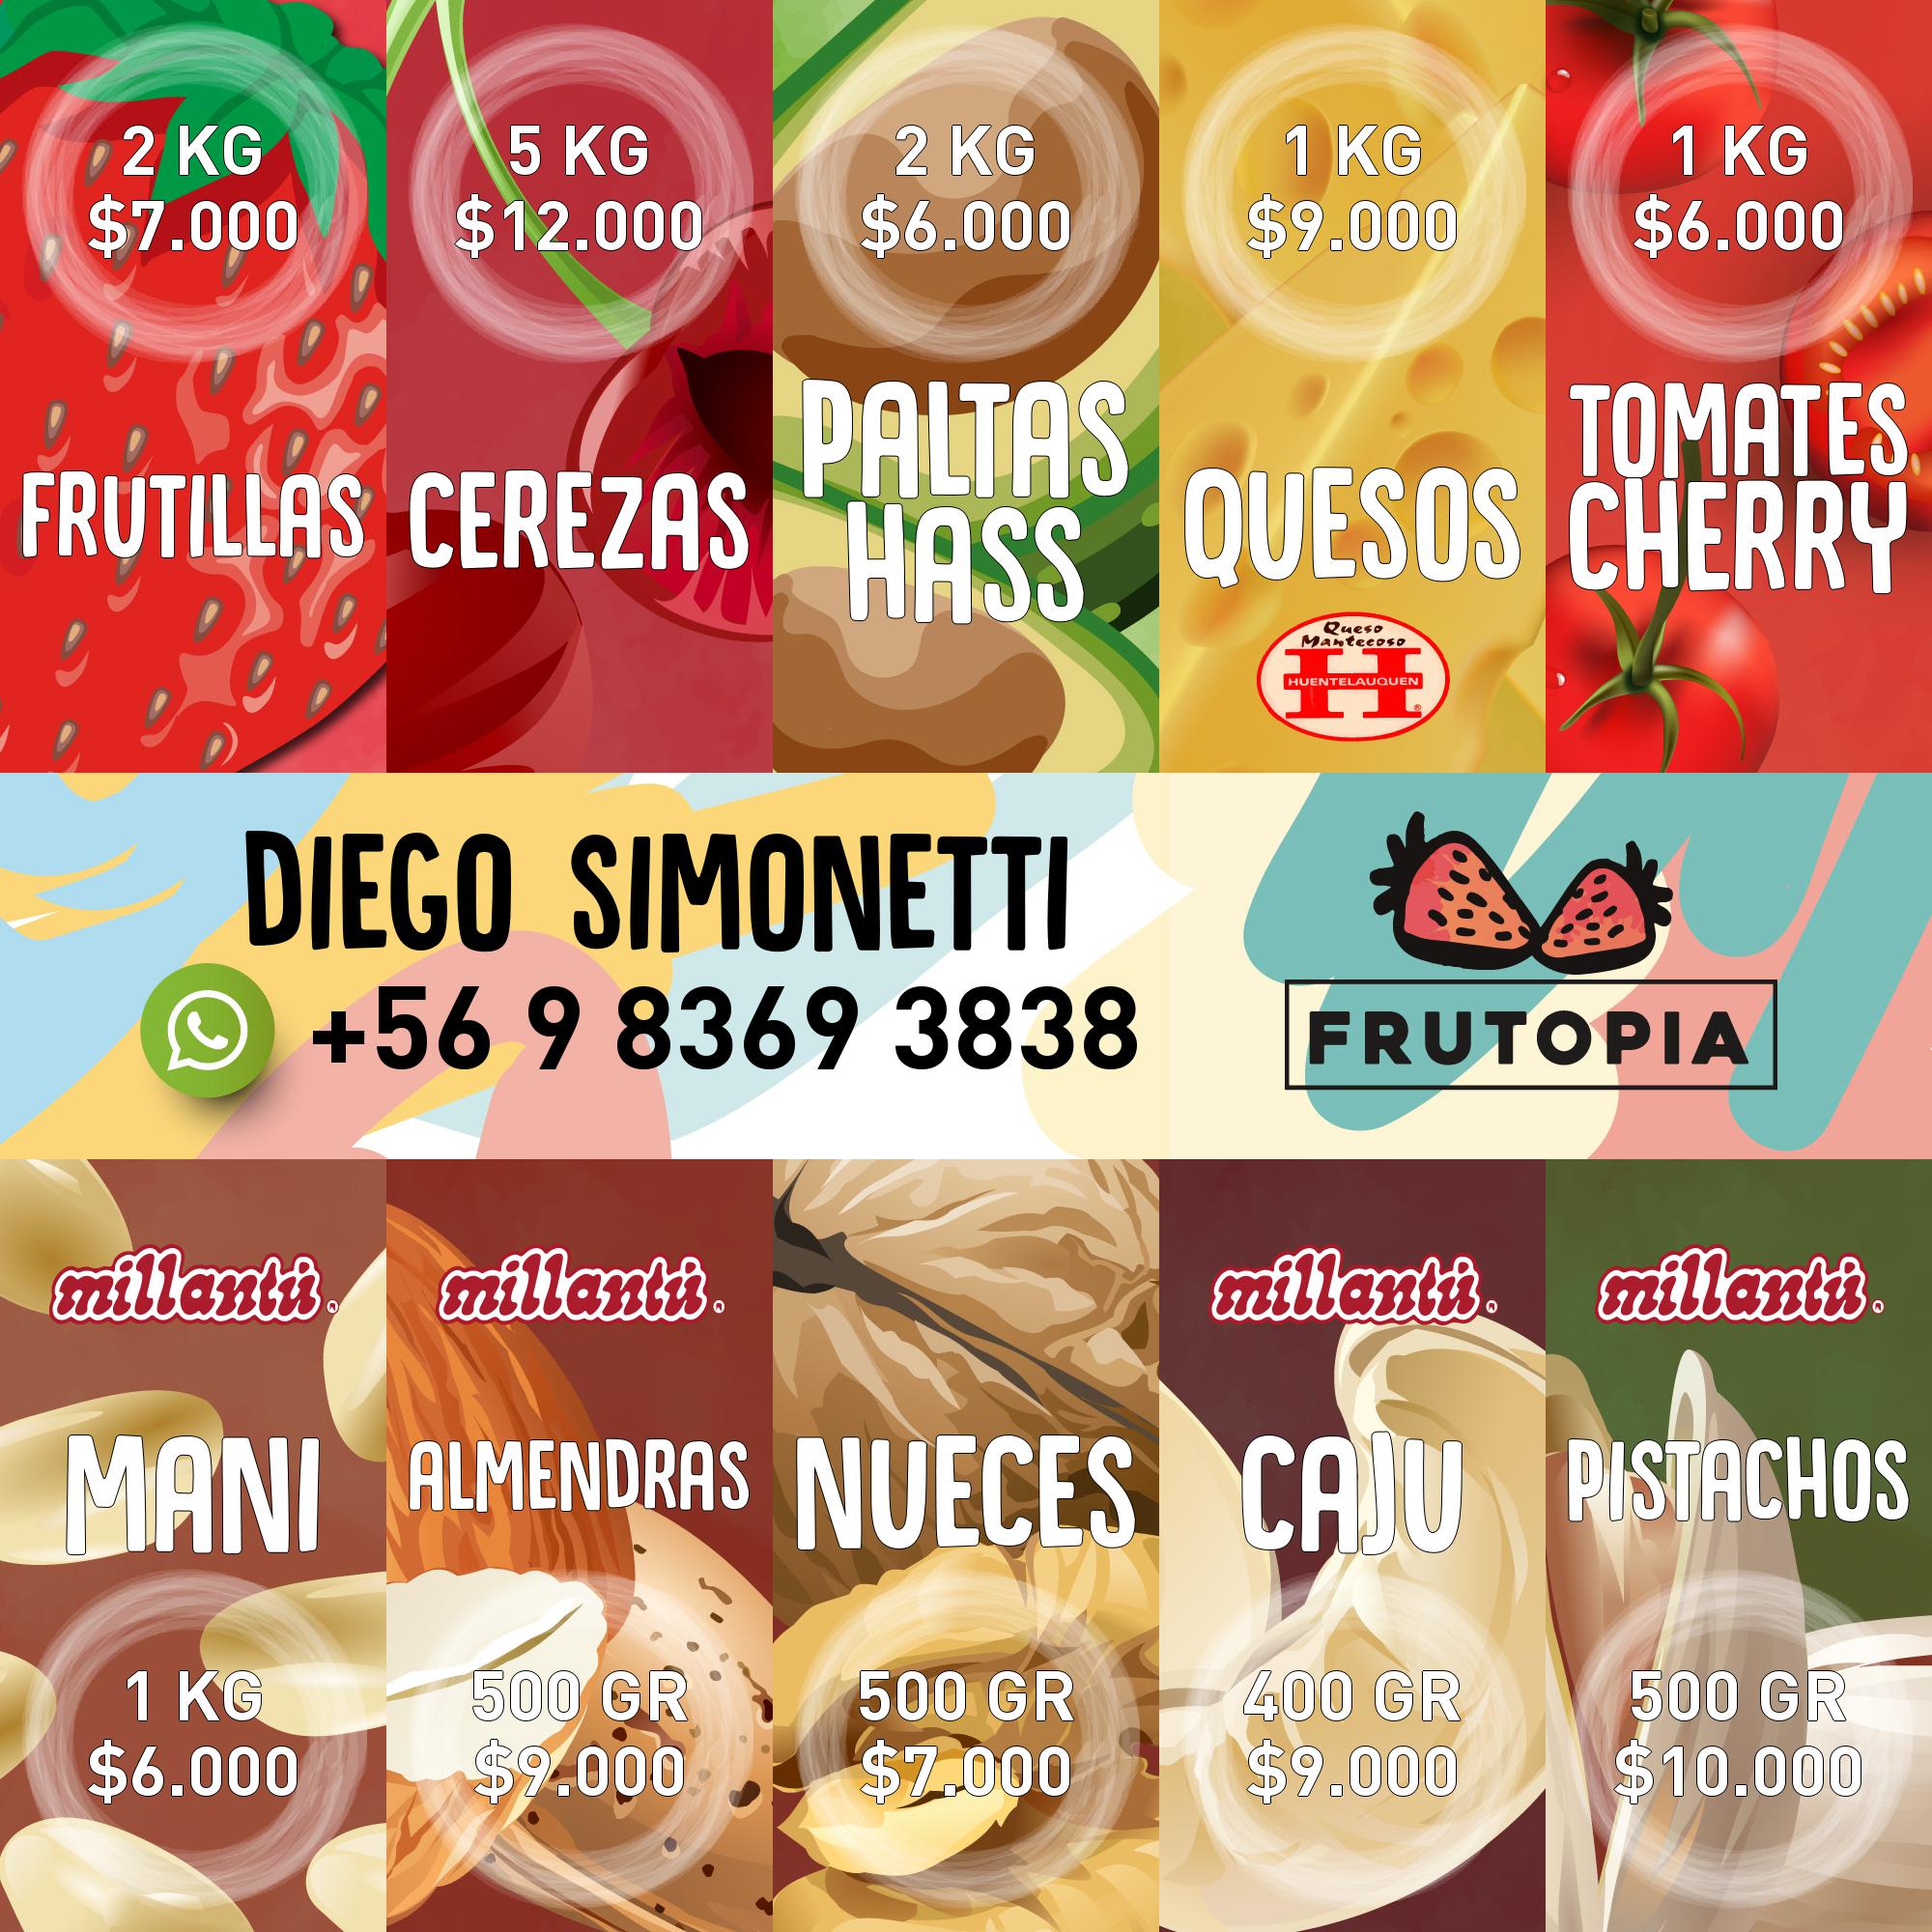 2 KG
$7.000
FRUTILLAS
5 KG
$12.000
CEREZAS
2 KG
$6.000
PALTAS
HASS
1 KG
$9.000
QUESOS
Queso
Mantecoso
H
HUENTELAUQUEN
®
1 KG
$6.000
TOMATES
CHERRY
DIEGO SIMONETTI
+56 9 8369 3838
FRUTOPIA
millantú®
MANI
1 KG
$6.000
millantú®
ALMENDRAS
500 GR
$9.000
NUECES
500 GR
$7.000
millantú®
CAJU
400 GR
$9.000
millantú®
PISTACHOS
500 GR
$10.000